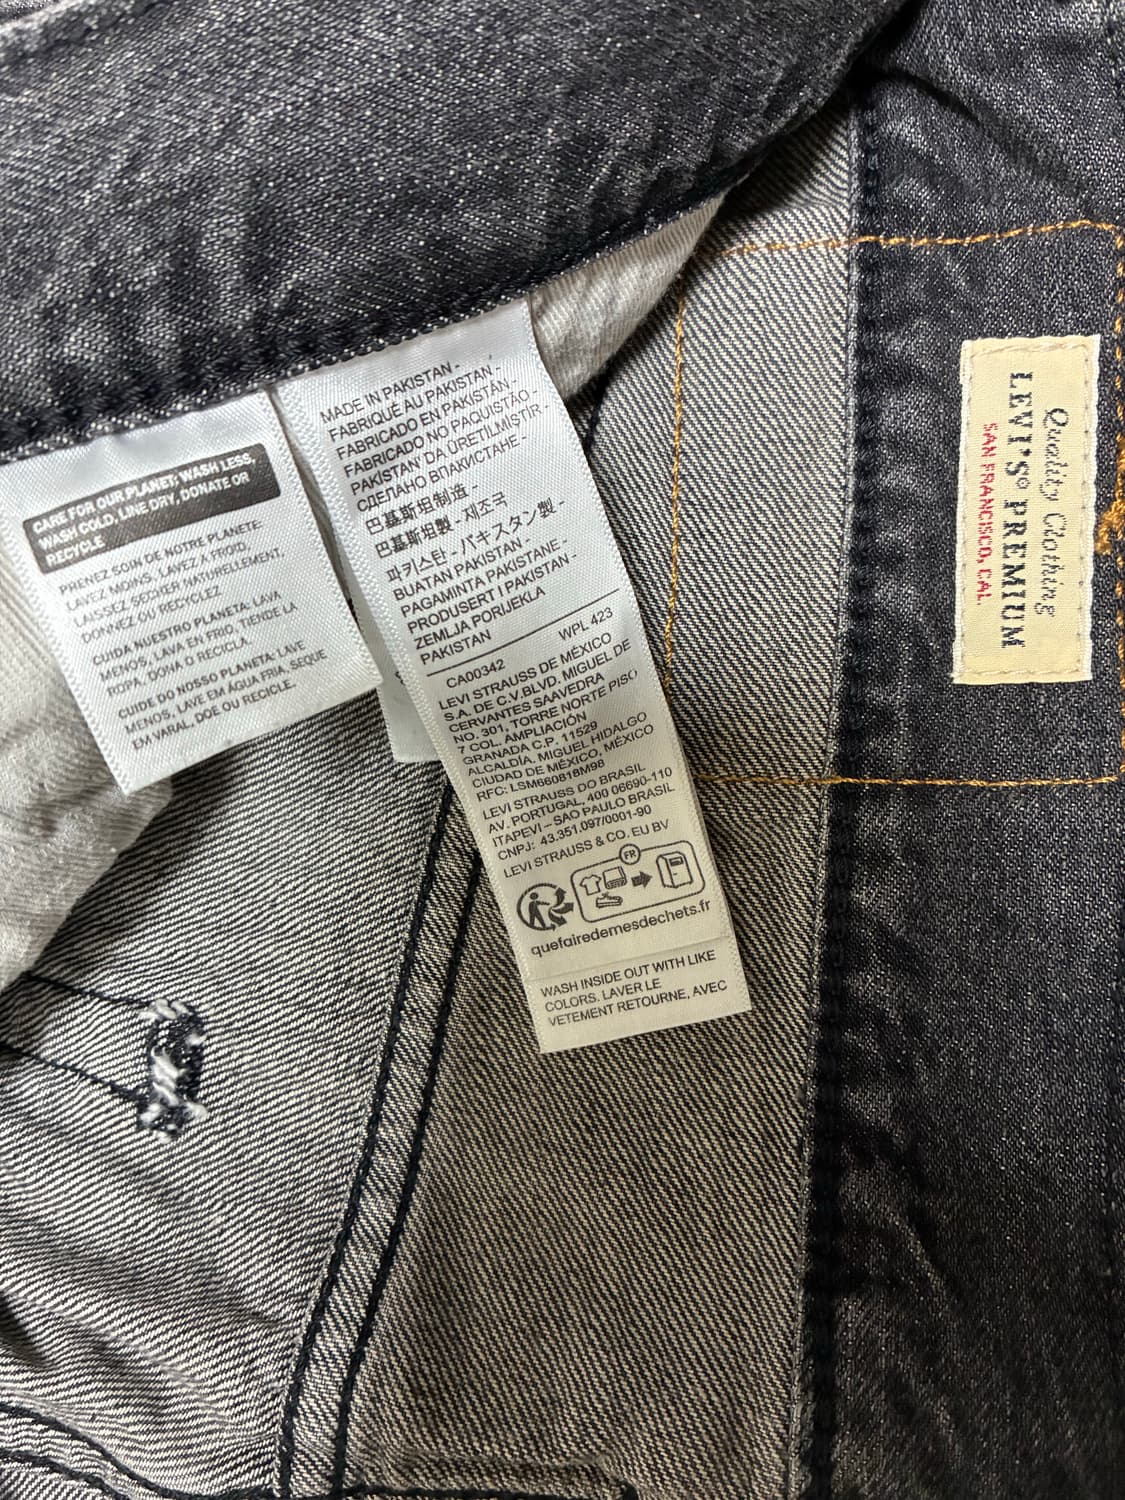 CARE FOR OUR PLANET: WASH LESS,
WASH COLD, LINE DRY, DONATE OR
RECYCLE
PRENEZ SOIN DE NOTRE PLANETE:
LAVEZ MOINS, LAVEZ A FROID,
LAISSEZ SECHER NATURELLEMENT,
DONNEZ OU RECYCLEZ
CUIDA NUESTRO PLANETA: LAVA
MENOS, LAVA EN FRIO, TIENDE LA
ROPA, DONA O RECICLA.
CUIDE DO NOSSO PLANETA: LAVE
MENOS, LAVE EM ÁGUA FRIA, SEQUE
EM VARAL, DOE OU RECICLE.
MADE IN PAKISTAN -
FABRIQUÉ AU PAKISTAN -
FABRICADO EN PAKISTÁN -
FABRICADO NO PAQUISTÃO -
PAKİSTAN'DA ÜRETİLMİŞTİR -
СДЕЛАНО ВПАКИСТАНЕ -
巴基斯坦制造 -
巴基斯坦製 - 제조국
파키스탄 - パキスタン製 -
BUATAN PAKISTAN -
PAGAMINTA PAKISTANE -
PRODUSERT I PAKISTAN -
ZEMLJA PORIJEKLA
PAKISTAN
CA00342 WPL 423
LEVI STRAUSS DE MÉXICO
S.A. DE C.V.BLVD. MIGUEL DE
CERVANTES SAAVEDRA
NO. 301, TORRE NORTE PISO
7 COL. AMPLIACIÓN
GRANADA C.P. 11529
ALCALDÍA. MIGUEL HIDALGO
CIUDAD DE MÉXICO, MÉXICO
RFC: LSM660818M98
LEVI STRAUSS DO BRASIL
AV. PORTUGAL, 400 06690-110
ITAPEVI – SAO PAULO BRASIL
CNPJ: 43.351.097/0001-90
LEVI STRAUSS & CO. EU BV
FR
quefairedemesdechets.fr
WASH INSIDE OUT WITH LIKE
COLORS. LAVER LE
VETEMENT RETOURNE, AVEC
Quality Clothing
LEVI'S® PREMIUM
SAN FRANCISCO, CAL.